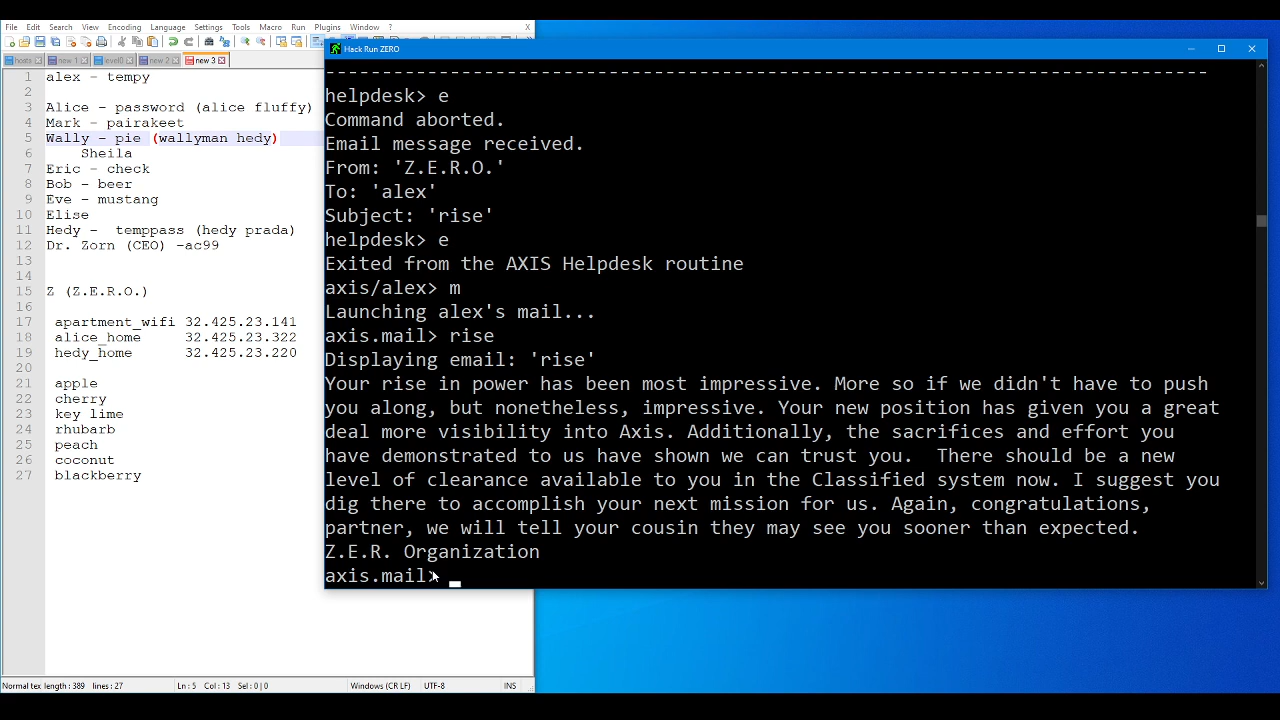 File Edit Search View Encoding Language Settings Tools Macro Run Plugins Window ? X
new 1 level0 new 2 new 3
1 alex - tempy
2
3 Alice - password (alice fluffy)
4 Mark - pairakeet
5 Wally - pie (wallyman hedy)
6 Sheila
7 Eric - check
8 Bob - beer
9 Eve - mustang
10 Elise
11 Hedy - temppass (hedy prada)
12 Dr. Zorn (CEO) -ac99
13
14
15 Z (Z.E.R.O.)
16
17 apartment_wifi 32.425.23.141
18 alice_home 32.425.23.322
19 hedy_home 32.425.23.220
20
21 apple
22 cherry
23 key lime
24 rhubarb
25 peach
26 coconut
27 blackberry
Normal tex length : 389 lines : 27 Ln : 5 Col : 13 Sel : 0 | 0 Windows (CR LF) UTF-8 INS
Hack Run ZERO
--------------------------------------------------------------------------------
helpdesk> e
Command aborted.
Email message received.
From: 'Z.E.R.O.'
To: 'alex'
Subject: 'rise'
helpdesk> e
Exited from the AXIS Helpdesk routine
axis/alex> m
Launching alex's mail...
axis.mail> rise
Displaying email: 'rise'
Your rise in power has been most impressive. More so if we didn't have to push
you along, but nonetheless, impressive. Your new position has given you a great
deal more visibility into Axis. Additionally, the sacrifices and effort you
have demonstrated to us have shown we can trust you.  There should be a new
level of clearance available to you in the Classified system now. I suggest you
dig there to accomplish your next mission for us. Again, congratulations,
partner, we will tell your cousin they may see you sooner than expected.
Z.E.R. Organization
axis.mail>